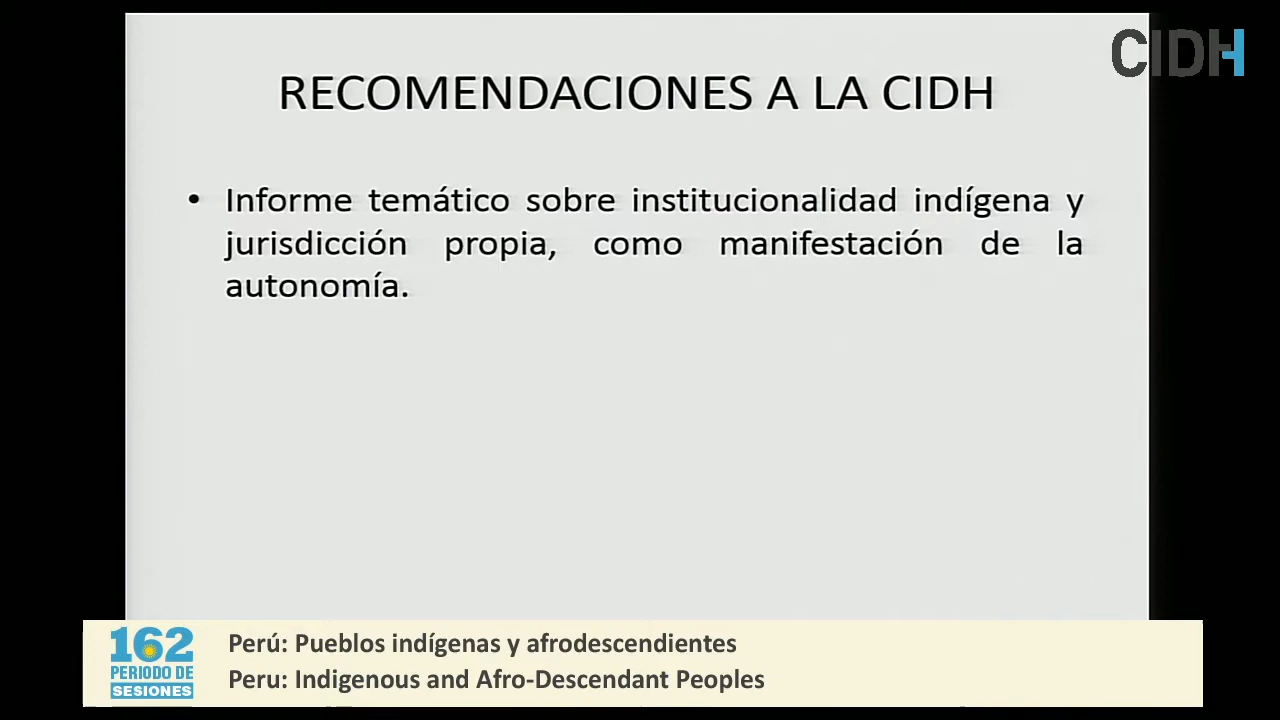 CIDH
RECOMENDACIONES A LA CIDH
• Informe temático sobre institucionalidad indígena y
jurisdicción propia, como manifestación de la
autonomía.
162
PERIODO DE
SESIONES
Perú: Pueblos indígenas y afrodescendientes
Peru: Indigenous and Afro-Descendant Peoples